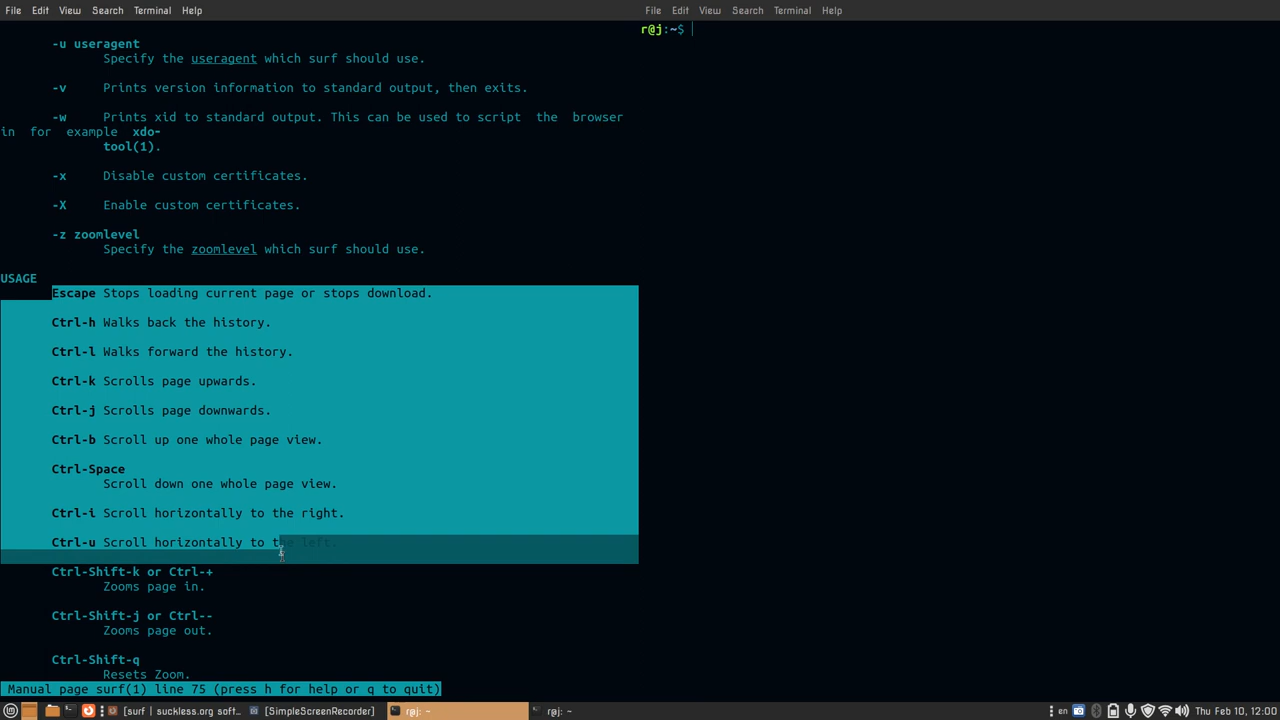 File Edit View Search Terminal Help
File Edit View Search Terminal Help
-u useragent
Specify the useragent which surf should use.
-v Prints version information to standard output, then exits.
-w Prints xid to standard output. This can be used to script the browser
in for example xdo-
tool(1).
-x Disable custom certificates.
-X Enable custom certificates.
-z zoomlevel
Specify the zoomlevel which surf should use.
USAGE
Escape Stops loading current page or stops download.
Ctrl-h Walks back the history.
Ctrl-l Walks forward the history.
Ctrl-k Scrolls page upwards.
Ctrl-j Scrolls page downwards.
Ctrl-b Scroll up one whole page view.
Ctrl-Space
Scroll down one whole page view.
Ctrl-i Scroll horizontally to the right.
Ctrl-u Scroll horizontally to the left.
Ctrl-Shift-k or Ctrl-+
Zooms page in.
Ctrl-Shift-j or Ctrl--
Zooms page out.
Ctrl-Shift-q
Resets Zoom.
Manual page surf(1) line 75 (press h for help or q to quit)
r@j:~$
[surf | suckless.org soft... [SimpleScreenRecorder] r@j: ~ r@j: ~ en Thu Feb 10, 12:00